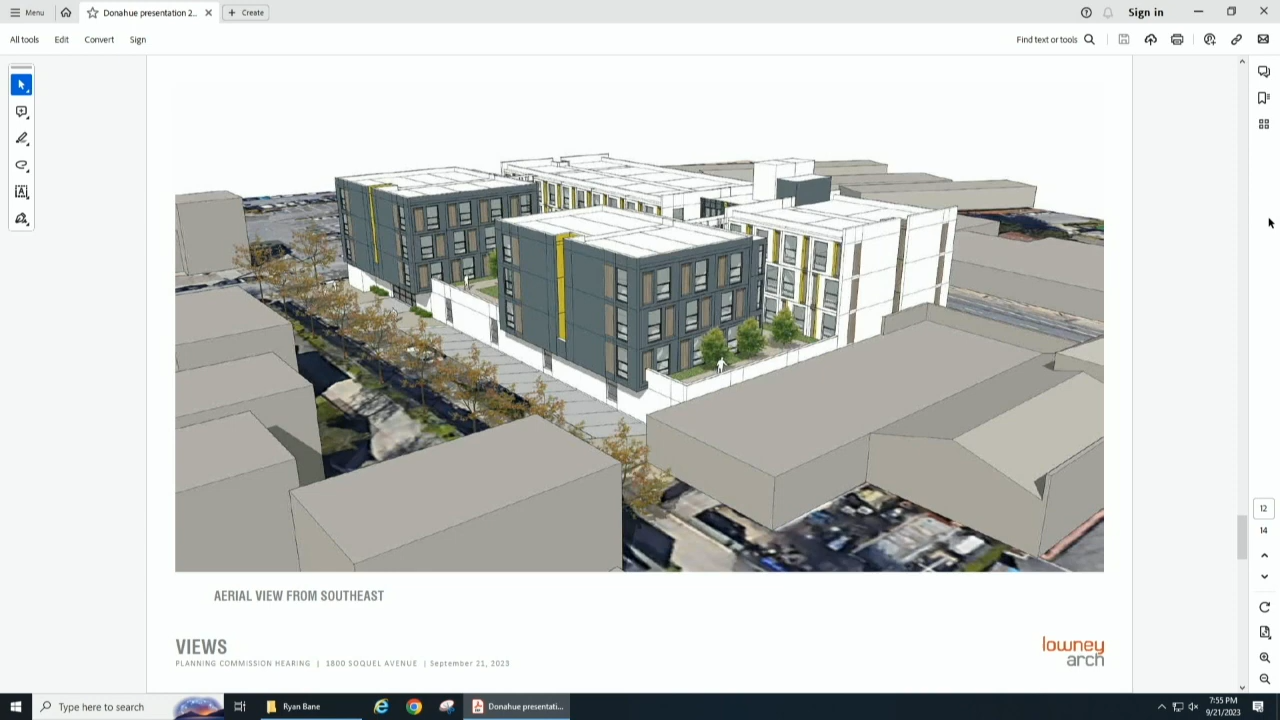 Menu
Donahue presentation 2...
Create
Sign in
All tools
Edit
Convert
Sign
Find text or tools
12
14
AERIAL VIEW FROM SOUTHEAST
VIEWS
PLANNING COMMISSION HEARING | 1800 SOQUEL AVENUE | September 21, 2023
lowney
arch
Type here to search
Ryan Bane
Donahue presentati...
7:55 PM
9/21/2023